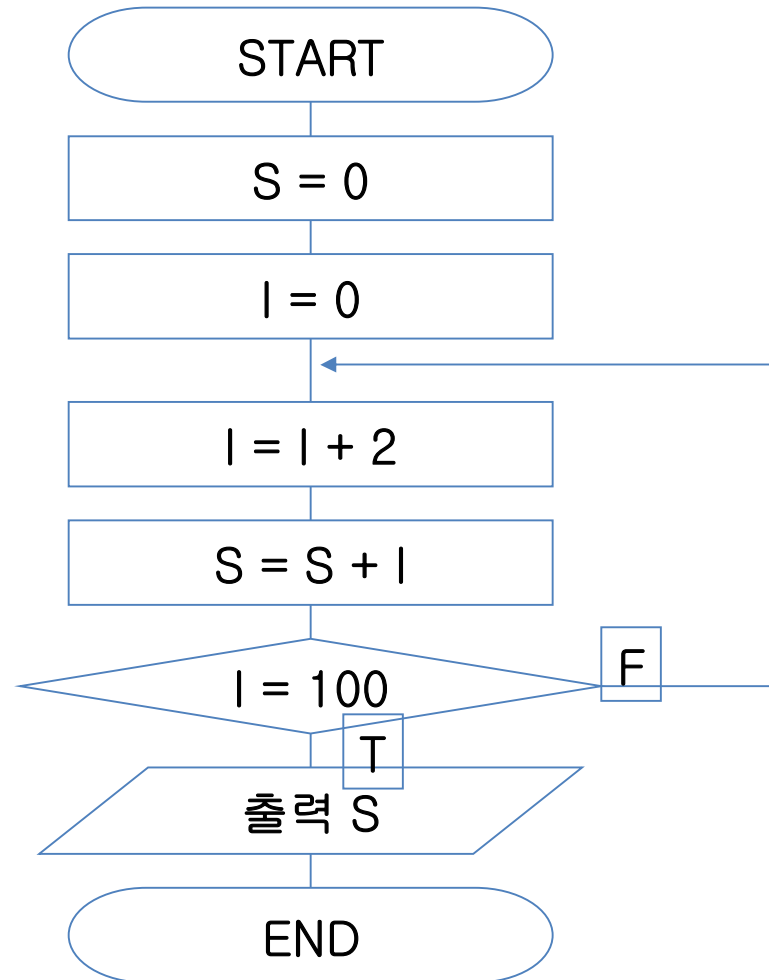 START
S = 0
I = 0
I = I + 2
S = S + I
I = 100
F
T
출력 S
END